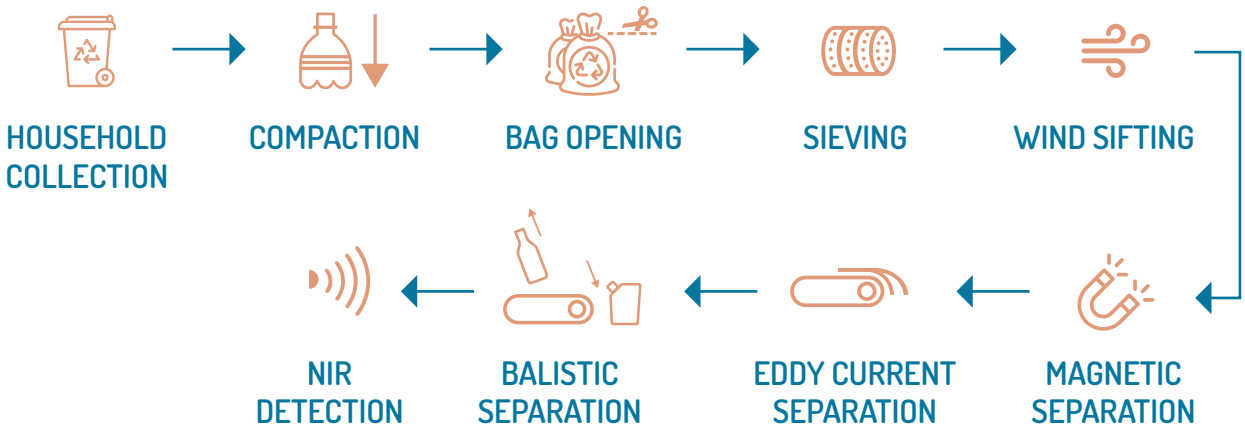 HOUSEHOLD
COLLECTION
COMPACTION
BAG OPENING
SIEVING
WIND SIFTING
NIR
DETECTION
BALISTIC
SEPARATION
EDDY CURRENT
SEPARATION
MAGNETIC
SEPARATION